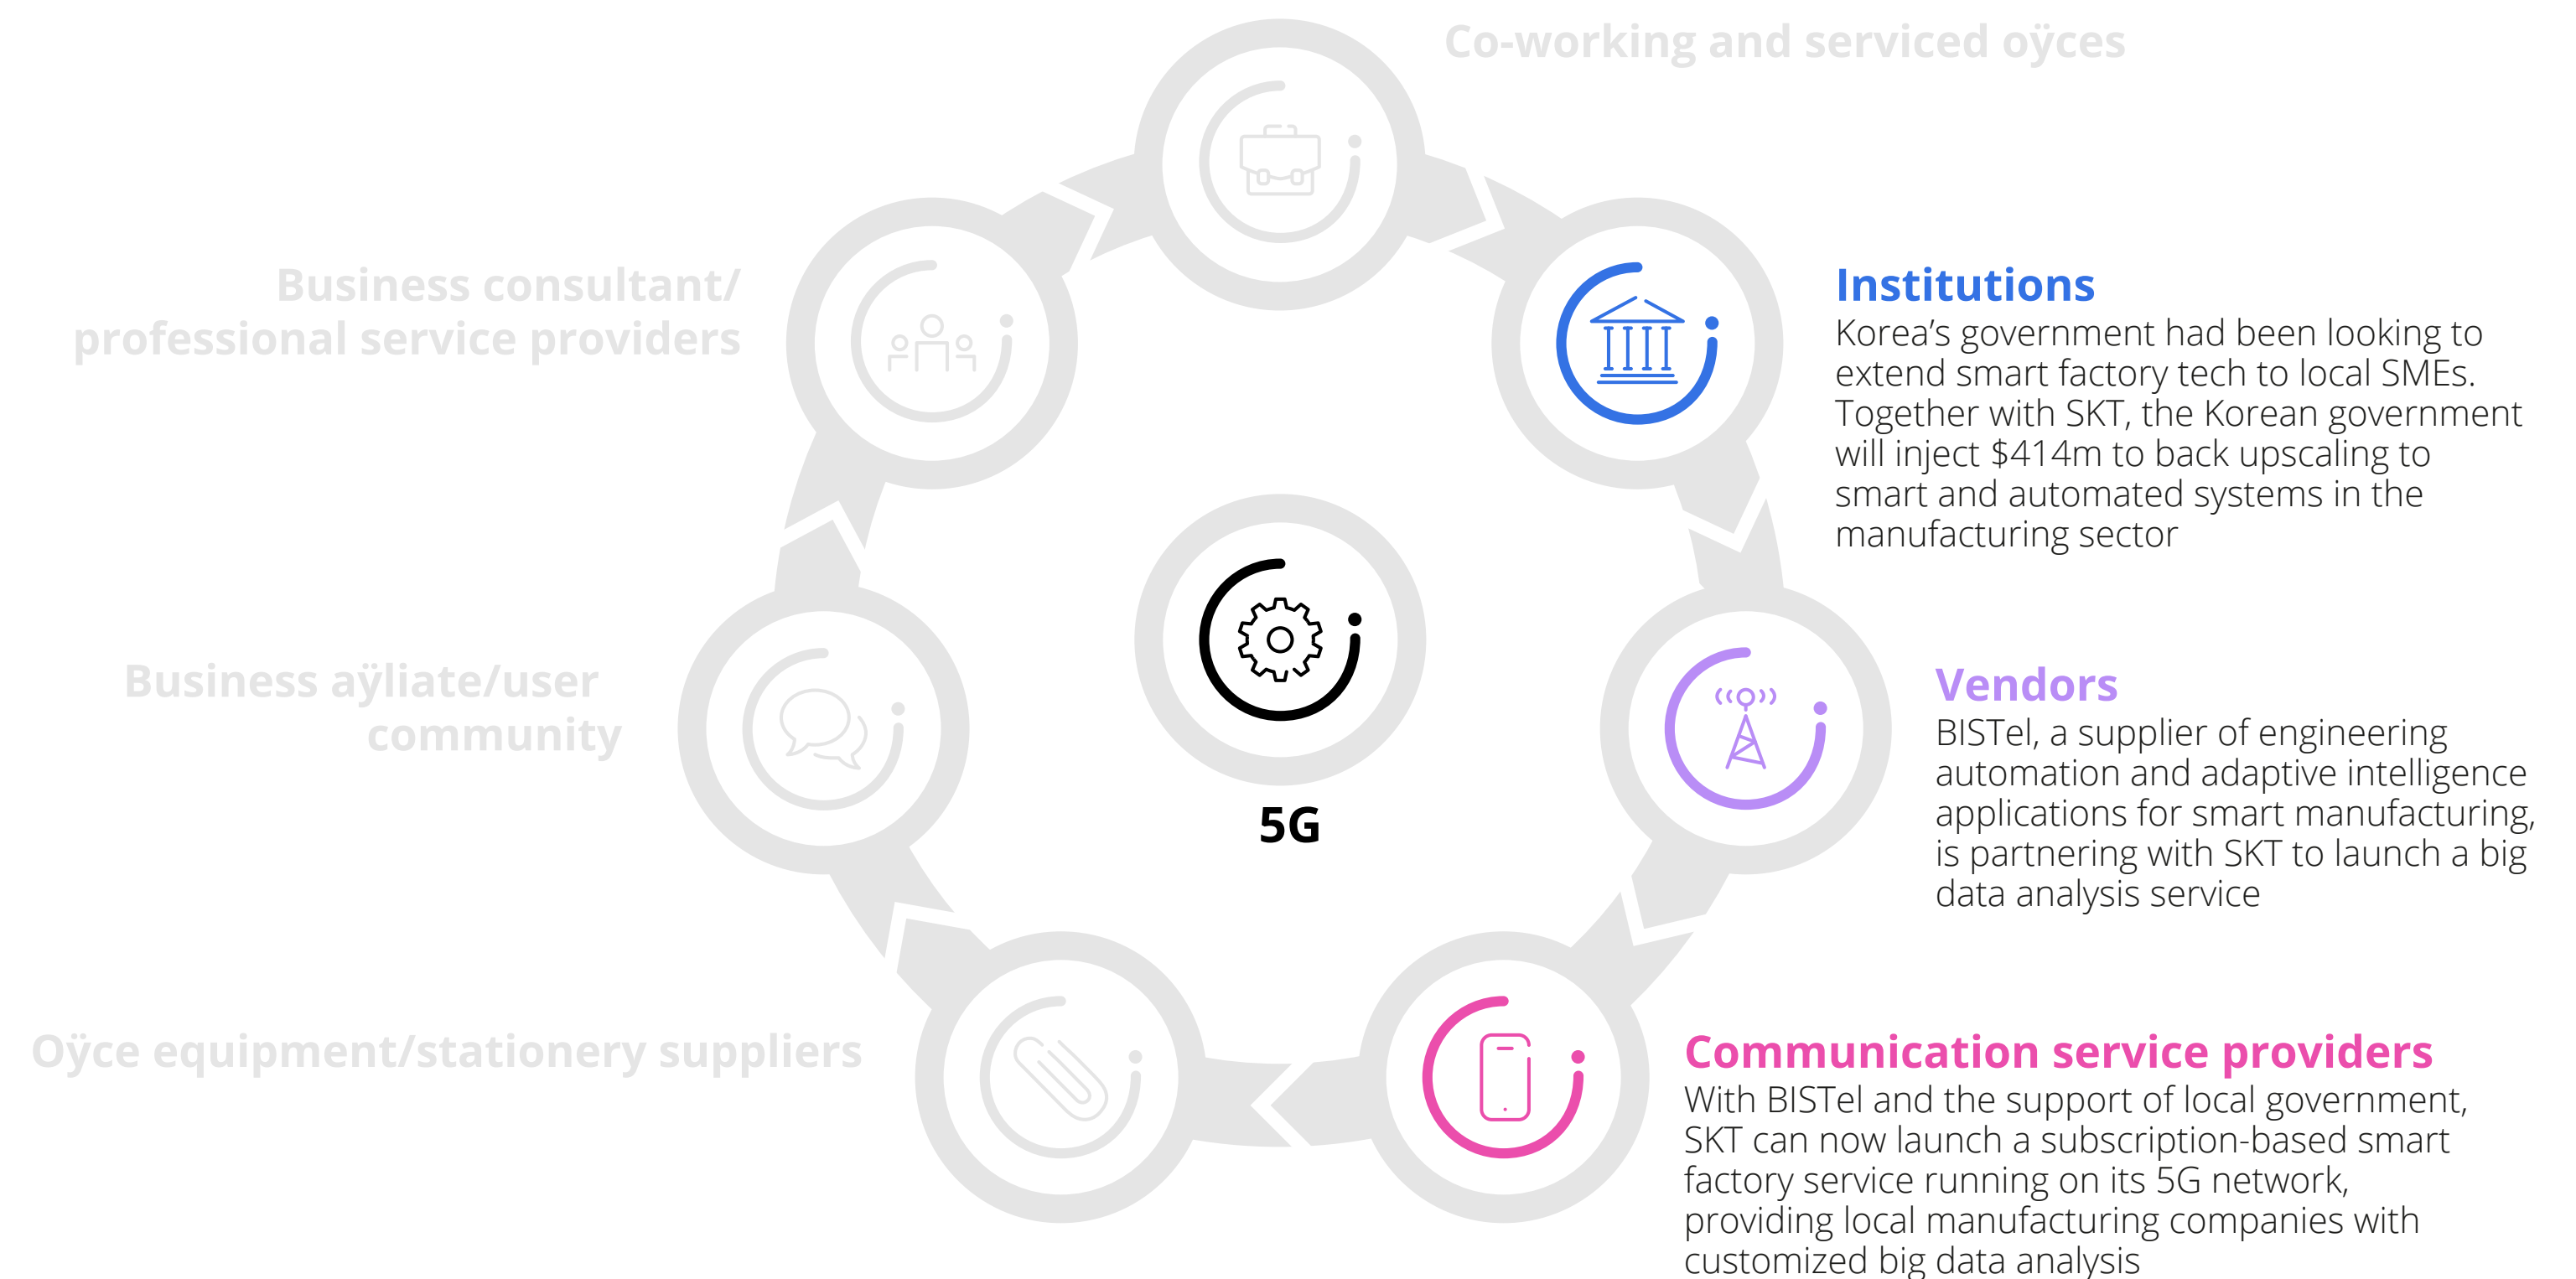 Co-working and serviced oÿces
Business consultant/
professional service providers
Institutions
Korea’s government had been looking to
extend smart factory tech to local SMEs.
Together with SKT, the Korean government
will inject $414m to back upscaling to
smart and automated systems in the
manufacturing sector
Business aÿliate/user
community
5G
Vendors
BISTel, a supplier of engineering
automation and adaptive intelligence
applications for smart manufacturing,
is partnering with SKT to launch a big
data analysis service
Oÿce equipment/stationery suppliers
Communication service providers
With BISTel and the support of local government,
SKT can now launch a subscription-based smart
factory service running on its 5G network,
providing local manufacturing companies with
customized big data analysis